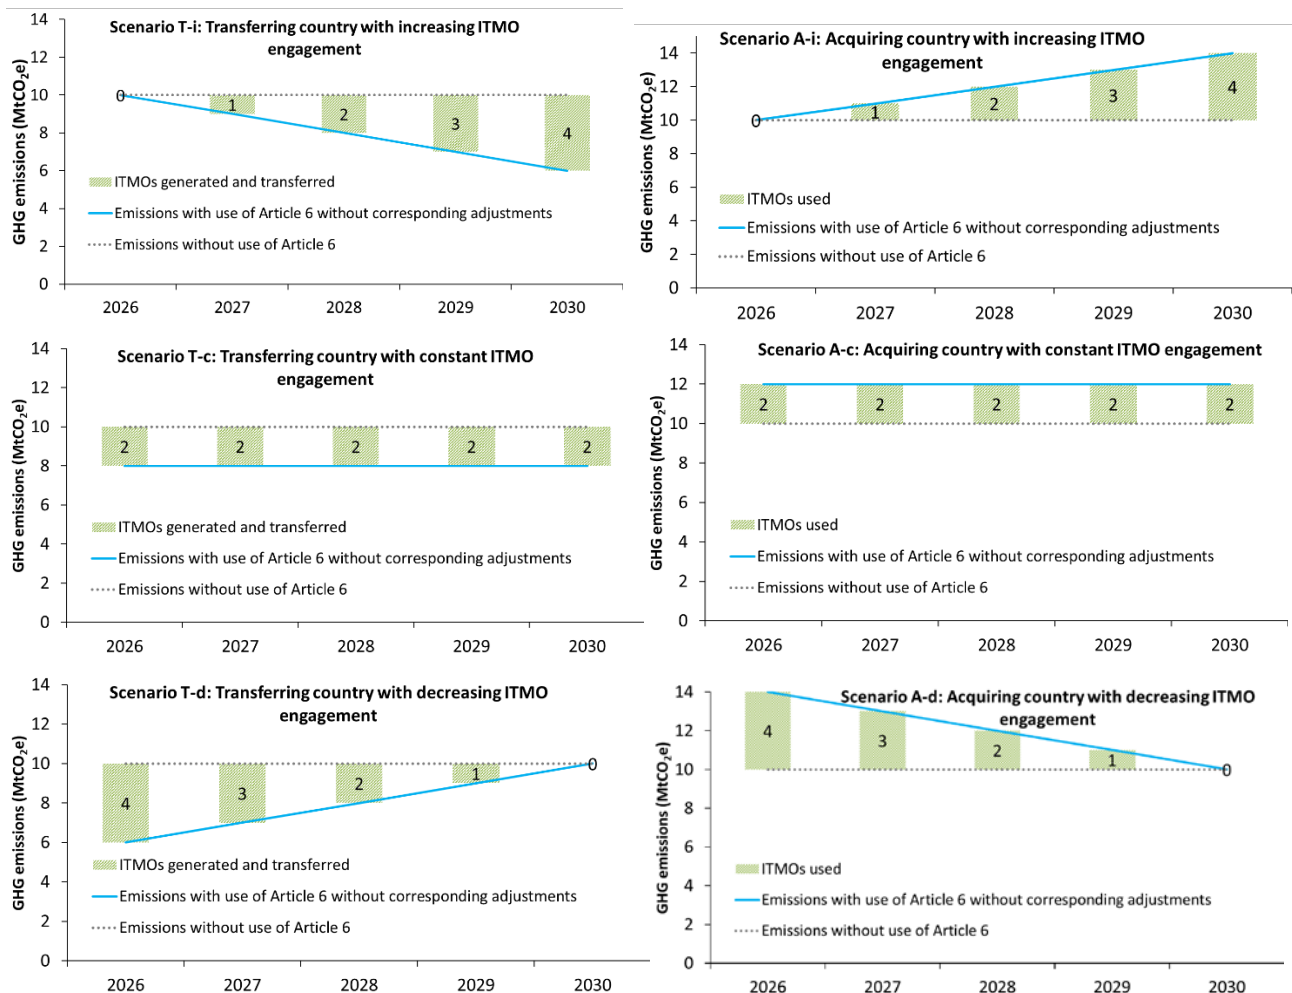 Scenario T-i: Transferring country with increasing ITMO
engagement
GHG emissions (MtCO₂e)
14
12
10
8
6
4
2
0
0
1
2
3
4
ITMOs generated and transferred
Emissions with use of Article 6 without corresponding adjustments
Emissions without use of Article 6
2026 2027 2028 2029 2030
Scenario A-i: Acquiring country with increasing ITMO
engagement
GHG emissions (MtCO₂e)
14
12
10
8
6
4
2
0
0
1
2
3
4
ITMOs used
Emissions with use of Article 6 without corresponding adjustments
Emissions without use of Article 6
2026 2027 2028 2029 2030
Scenario T-c: Transferring country with constant ITMO
engagement
GHG emissions (MtCO₂e)
14
12
10
8
6
4
2
0
2 2 2 2 2
ITMOs generated and transferred
Emissions with use of Article 6 without corresponding adjustments
Emissions without use of Article 6
2026 2027 2028 2029 2030
Scenario A-c: Acquiring country with constant ITMO engagement
GHG emissions (MtCO₂e)
14
12
10
8
6
4
2
0
2 2 2 2 2
ITMOs used
Emissions with use of Article 6 without corresponding adjustments
Emissions without use of Article 6
2026 2027 2028 2029 2030
Scenario T-d: Transferring country with decreasing ITMO
engagement
GHG emissions (MtCO₂e)
14
12
10
8
6
4
2
0
4
3
2
1
0
ITMOs generated and transferred
Emissions with use of Article 6 without corresponding adjustments
Emissions without use of Article 6
2026 2027 2028 2029 2030
Scenario A-d: Acquiring country with decreasing ITMO
engagement
GHG emissions (MtCO₂e)
14
12
10
8
6
4
2
0
4
3
2
1
0
ITMOs used
Emissions with use of Article 6 without corresponding adjustments
Emissions without use of Article 6
2026 2027 2028 2029 2030